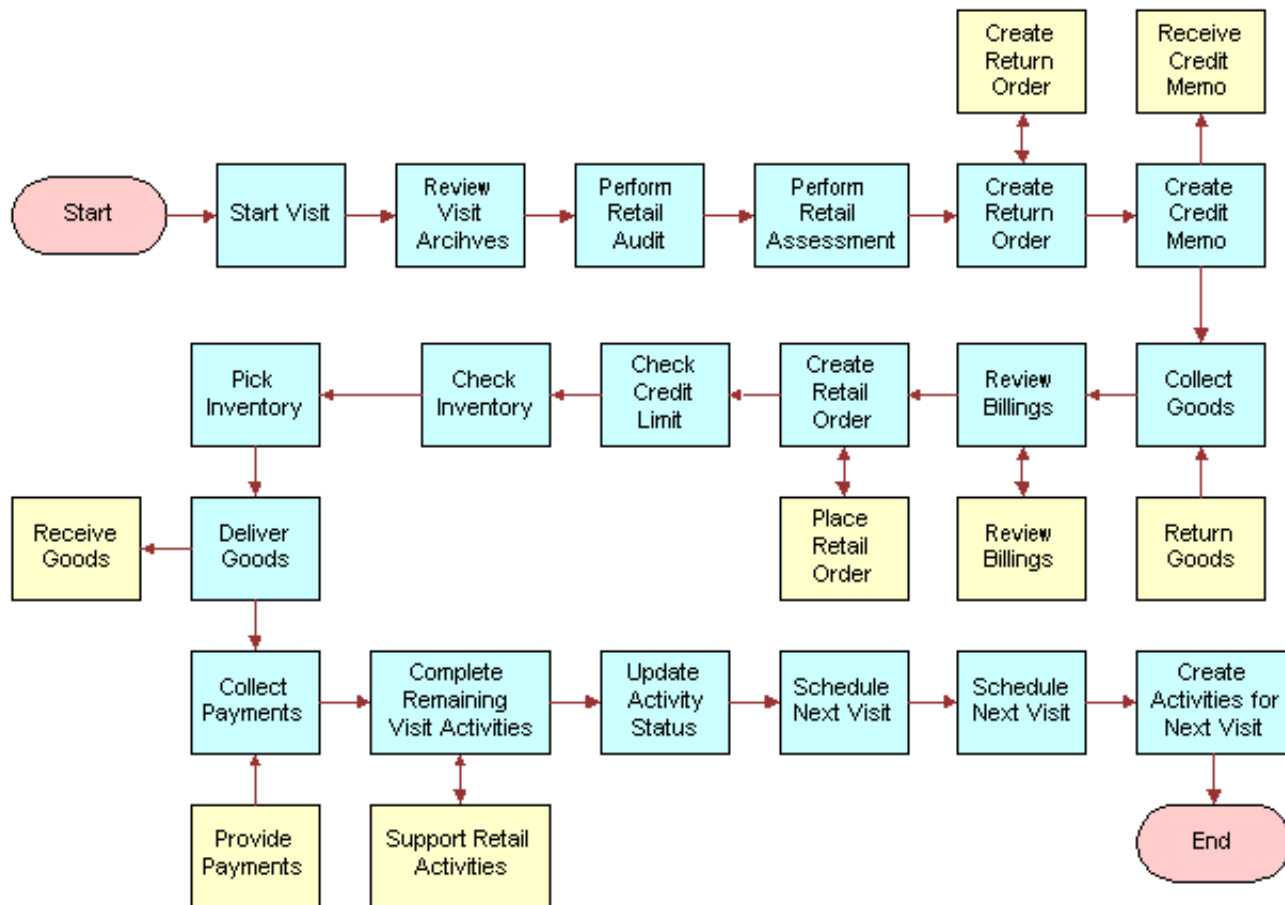 Create
Return
Order
Receive
Credit
Memo
Start
Start Visit
Review
Visit
Arcihves
Perform
Retail
Audit
Perform
Retail
Assessment
Create
Return
Order
Create
Credit
Memo
Pick
Inventory
Check
Inventory
Check
Credit
Limit
Create
Retail
Order
Review
Billings
Collect
Goods
Receive
Goods
Deliver
Goods
Place
Retail
Order
Review
Billings
Return
Goods
Collect
Payments
Complete
Remaining
Visit Activities
Update
Activity
Status
Schedule
Next Visit
Schedule
Next Visit
Create
Activities for
Next Visit
Provide
Payments
Support Retail
Activities
End